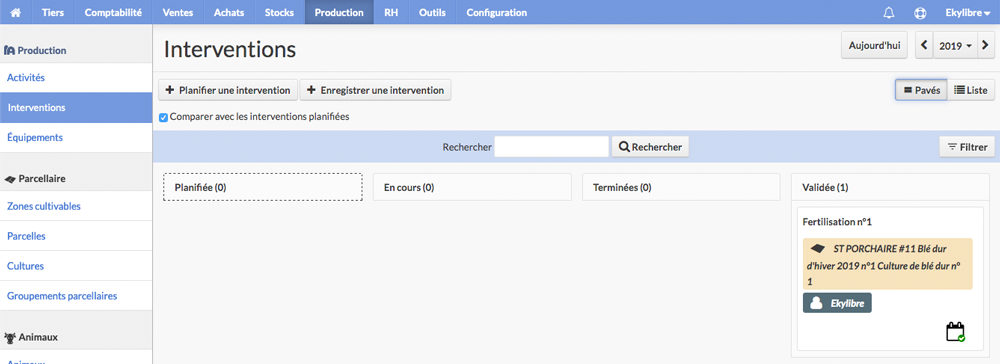 Tiers Comptabilité Ventes Achats Stocks Production RH Outils Configuration Ekylibre
Production
Activités
Interventions
Équipements
Parcellaire
Zones cultivables
Parcelles
Cultures
Groupements parcellaires
Animaux
Interventions
Aujourd'hui
2019
Planifier une intervention
Enregistrer une intervention
Pavés
Liste
Comparer avec les interventions planifiées
Rechercher
Rechercher
Filtrer
Planifiée (0)
En cours (0)
Terminées (0)
Validée (1)
Fertilisation n°1
ST PORCHAIRE #11 Blé dur
d'hiver 2019 n°1 Culture de blé dur n°
1
Ekylibre